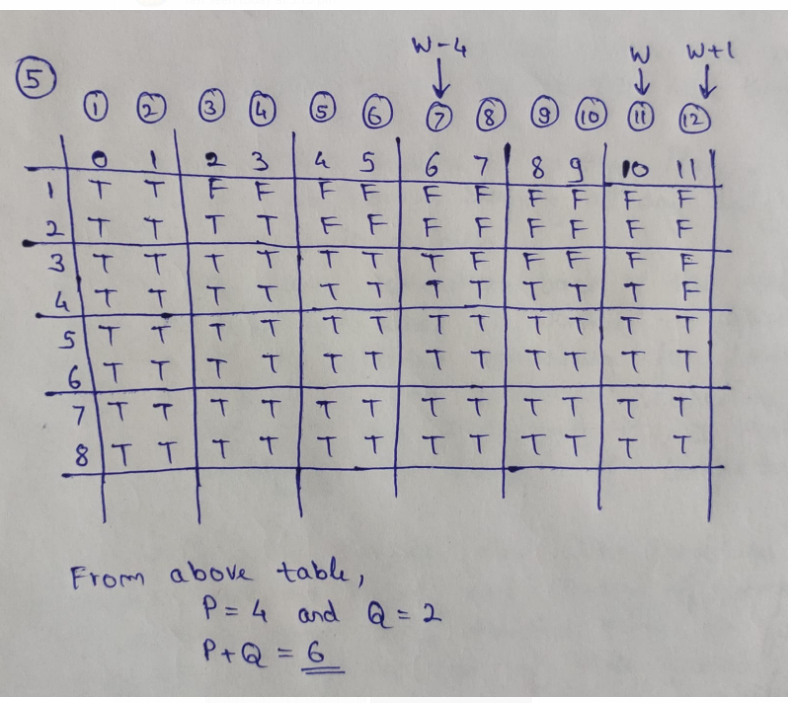 W-4 W W+1
5
1 2 3 4 5 6 7 8 9 10 11 12
0 1 2 3 4 5 6 7 8 9 10 11
1 T T F F F F F F F F F F
2 T T T T F F F F F F F F
3 T T T T T T T F F F F F
4 T T T T T T T T T T T F
5 T T T T T T T T T T T T
6 T T T T T T T T T T T T
7 T T T T T T T T T T T T
8 T T T T T T T T T T T T
From above table,
P = 4 and Q = 2
P+Q = 6